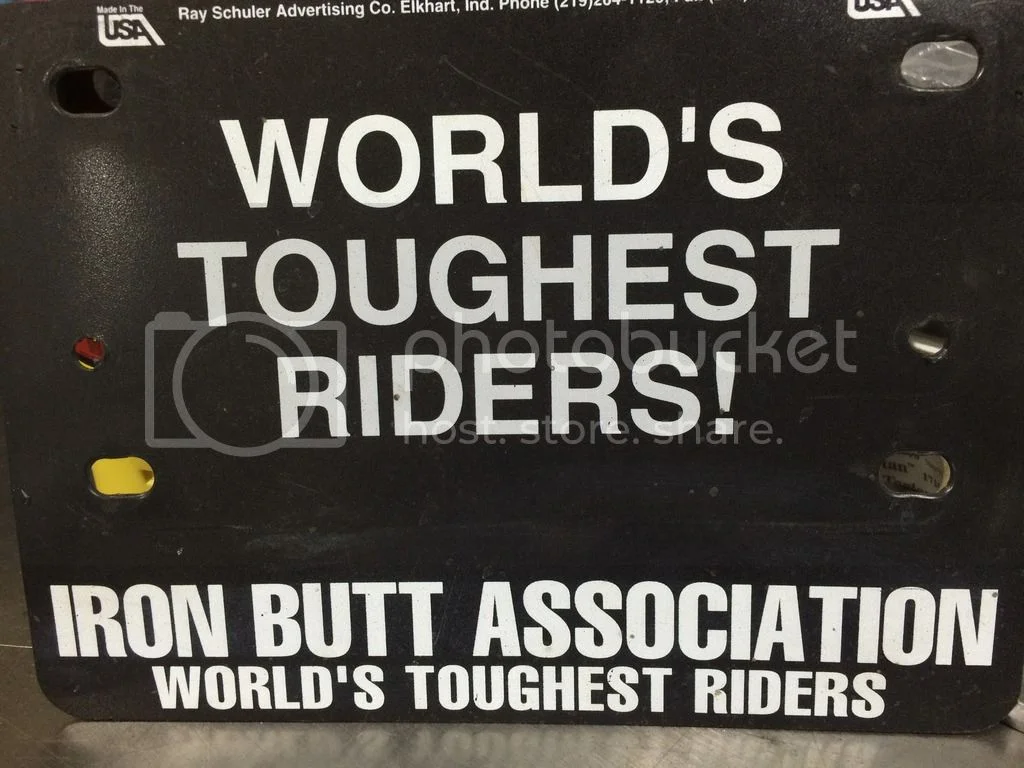 Made In The
USA
Ray Schuler Advertising Co. Elkhart, Ind. Phone
USA
WORLD'S
TOUGHEST
RIDERS!
photobucket
host. store. share.
IRON BUTT ASSOCIATION
WORLD'S TOUGHEST RIDERS